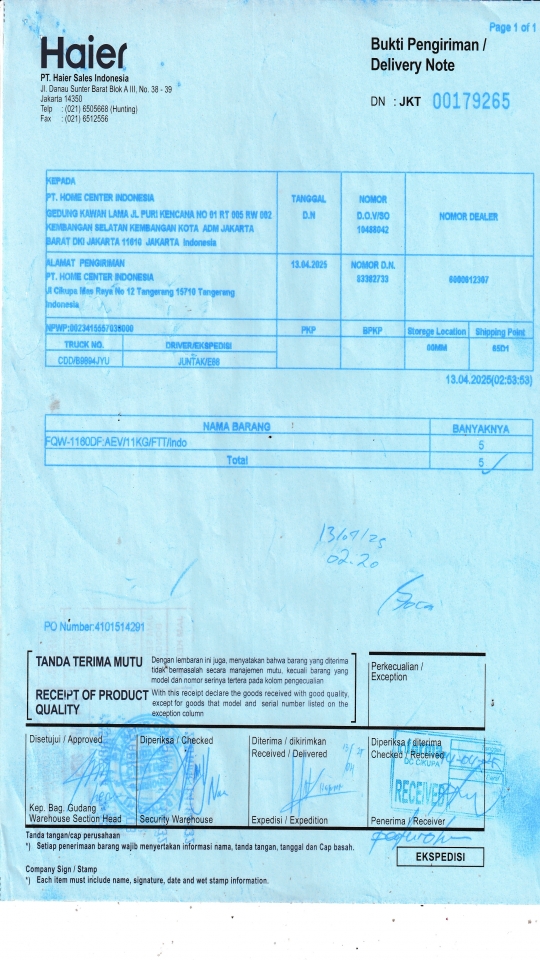 Page 1 of 1
Haier
Bukti Pengiriman /
Delivery Note
PT. Haier Sales Indonesia
Jl. Danau Sunter Barat Blok A III, No. 38 - 39
Jakarta 14350
Telp : (021) 6505668 (Hunting)
Fax : (021) 6512556
DN : JKT 00179265
KEPADA
PT. HOME CENTER INDONESIA
GEDUNG KAWAN LAMA JL PURI KENCANA NO 01 RT 005 RW 002
KEMBANGAN SELATAN KEMBANGAN KOTA ADM JAKARTA
BARAT DKI JAKARTA 11610 JAKARTA Indonesia
TANGGAL
D.N
NOMOR
D.O.V/SO
10488042
NOMOR DEALER
ALAMAT PENGIRIMAN
PT. HOME CENTER INDONESIA
Jl Cikupa Mas Raya No 12 Tangerang 15710 Tangerang
Indonesia
13.04.2025
NOMOR D.N.
83382733
6000012307
NPWP:0023415557038000
PKP
BPKP
Storege Location
Shipping Point
TRUCK NO.
DRIVER/EKSPEDISI
CDD/B9804JYU
JUNTAK/E86
65D1
13.04.2025(02:53:53)
NAMA BARANG
BANYAKNYA
FQW-1160DF:AEV/11KG/FTT/Indo
5
Total
5
13/04/25
02.20
PO Number:4101514291
TANDA TERIMA MUTU
Dengan lembaran ini juga, menyatakan bahwa barang yang diterima
tidak bermasalah secara manajemen mutu, kecuali barang yang
model dan nomor serinya tertera pada kolom pengecualian
RECEIPT OF PRODUCT
QUALITY
With this receipt declare the goods received with good quality,
except for goods that model and serial number listed on the
exception column
Perkecualian /
Exception
Disetujui / Approved
Diperiksa / Checked
Diterima / dikirimkan
Received / Delivered
Diperiksa / diterima
Checked / Received
DC CIKUPA
RECEIVED
Kep. Bag. Gudang
Warehouse Section Head
Security Warehouse
Expedisi / Expedition
Penerima / Receiver
Tanda tangan/cap perusahaan
*) Setiap penerimaan barang wajib menyertakan informasi nama, tanda tangan, tanggal dan Cap basah.
EKSPEDISI
Company Sign / Stamp
*) Each item must include name, signature, date and wet stamp information.